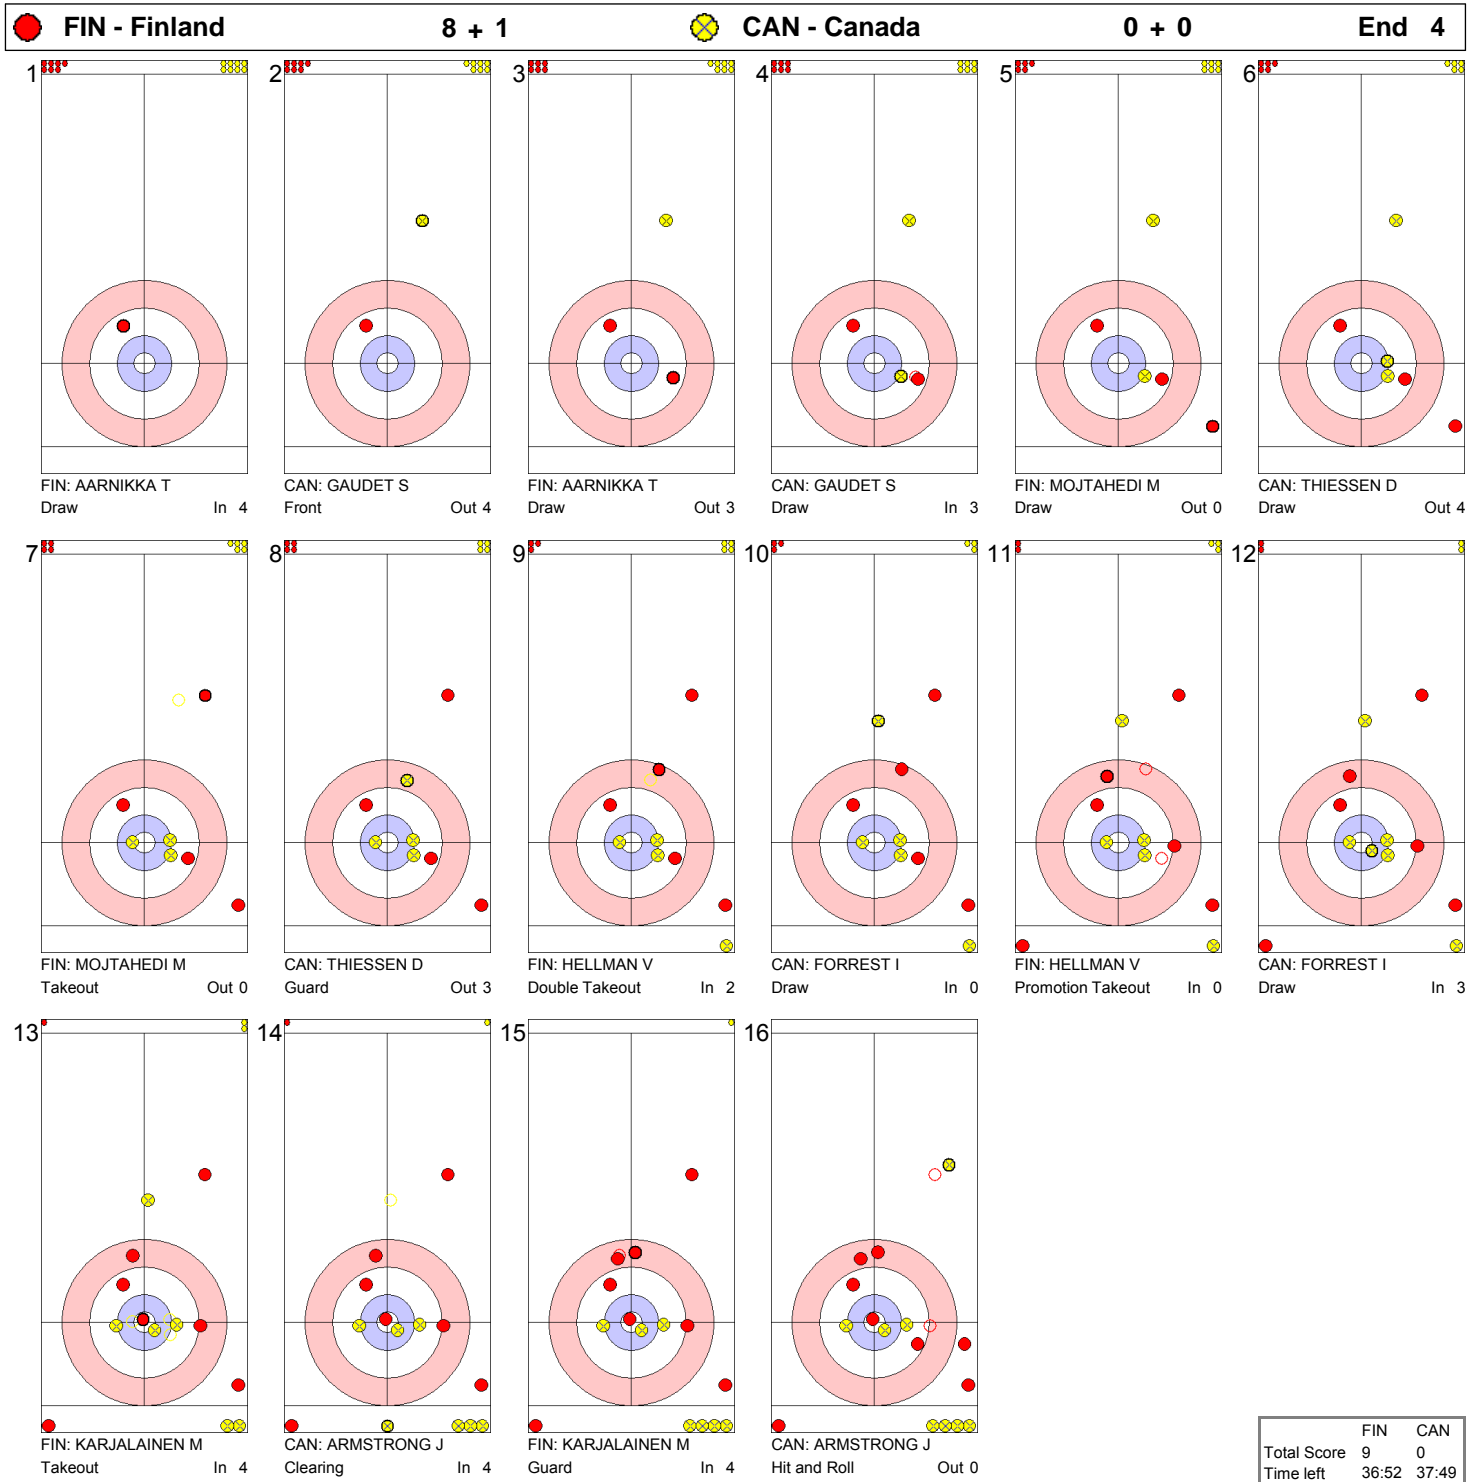 FIN - Finland 8 + 1 CAN - Canada 0 + 0 End 4
1 2 3 4 5 6
FIN: AARNIKKA T CAN: GAUDET S FIN: AARNIKKA T CAN: GAUDET S FIN: MOJTAHEDI M CAN: THIESSEN D
Draw In 4 Front Out 4 Draw Out 3 Draw In 3 Draw Out 0 Draw Out 4
7 8 9 10 11 12
FIN: MOJTAHEDI M CAN: THIESSEN D FIN: HELLMAN V CAN: FORREST I FIN: HELLMAN V CAN: FORREST I
Takeout Out 0 Guard Out 3 Double Takeout In 2 Draw In 0 Promotion Takeout In 0 Draw In 3
13 14 15 16
FIN: KARJALAINEN M CAN: ARMSTRONG J FIN: KARJALAINEN M CAN: ARMSTRONG J
Takeout In 4 Clearing In 4 Guard In 4 Hit and Roll Out 0
FIN CAN
Total Score 9 0
Time left 36:52 37:49